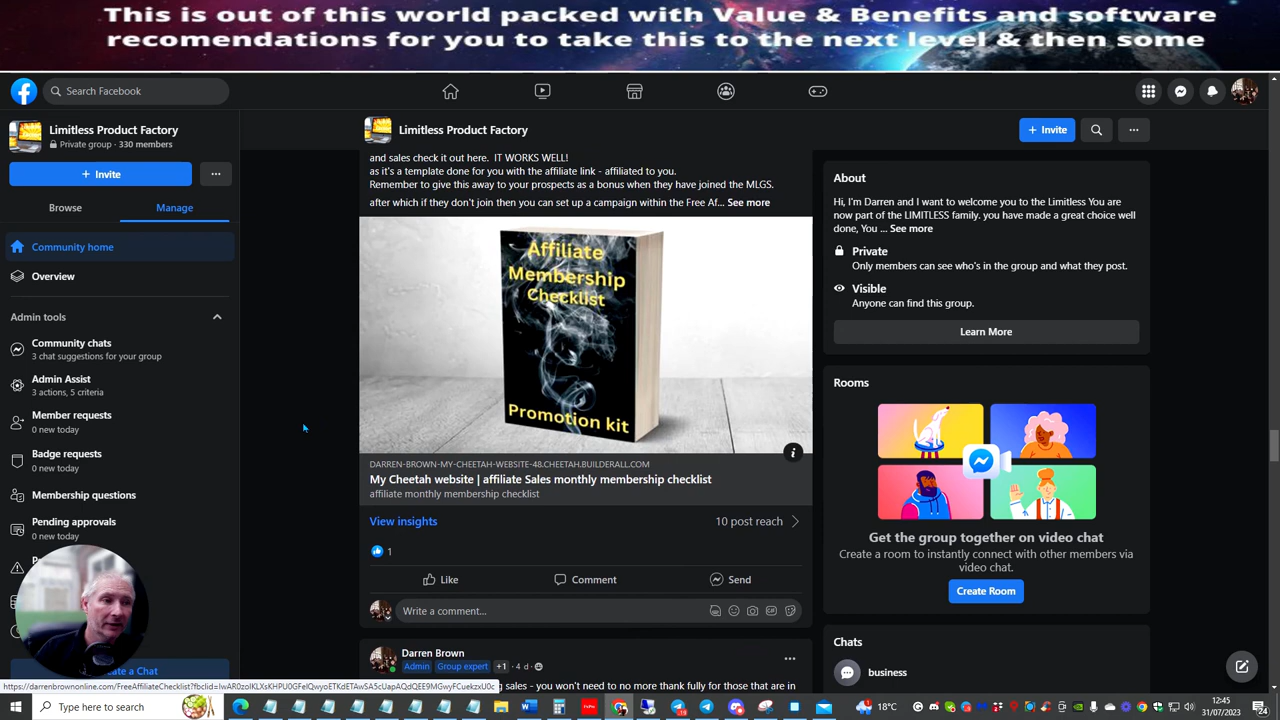 This is out of this world packed with Value & Benefits and software
recomendations for you to take this to the next level & then some
Search Facebook
Limitless Product Factory
Private group · 330 members
+ Invite
Browse
Manage
Community home
Overview
Admin tools
Community chats
3 chat suggestions for your group
Admin Assist
3 actions, 5 criteria
Member requests
0 new today
Badge requests
0 new today
Membership questions
Pending approvals
0 new today
e a Chat
Limitless Product Factory
+ Invite
and sales check it out here. IT WORKS WELL!
as it's a template done for you with the affiliate link - affiliated to you.
Remember to give this away to your prospects as a bonus when they have joined the MLGS.
after which if they don't join then you can set up a campaign within the Free Af... See more
Affiliate
Membership
Checklist
Promotion kit
DARREN-BROWN-MY-CHEETAH-WEBSITE-48.CHEETAH.BUILDERALL.COM
My Cheetah website | affiliate Sales monthly membership checklist
affiliate monthly membership checklist
View insights
10 post reach
1
Like
Comment
Send
Write a comment...
Darren Brown
Admin
Group expert
+1 · 4 d ·
sales - you won't need to no more thank fully for those that are in
About
Hi, I'm Darren and I want to welcome you to the Limitless You are
now part of the LIMITLESS family. you have made a great choice well
done, You ... See more
Private
Only members can see who's in the group and what they post.
Visible
Anyone can find this group.
Learn More
Rooms
Get the group together on video chat
Create a room to instantly connect with other members via
video chat.
Create Room
Chats
business
Type here to search
18°C
12:45
31/07/2023